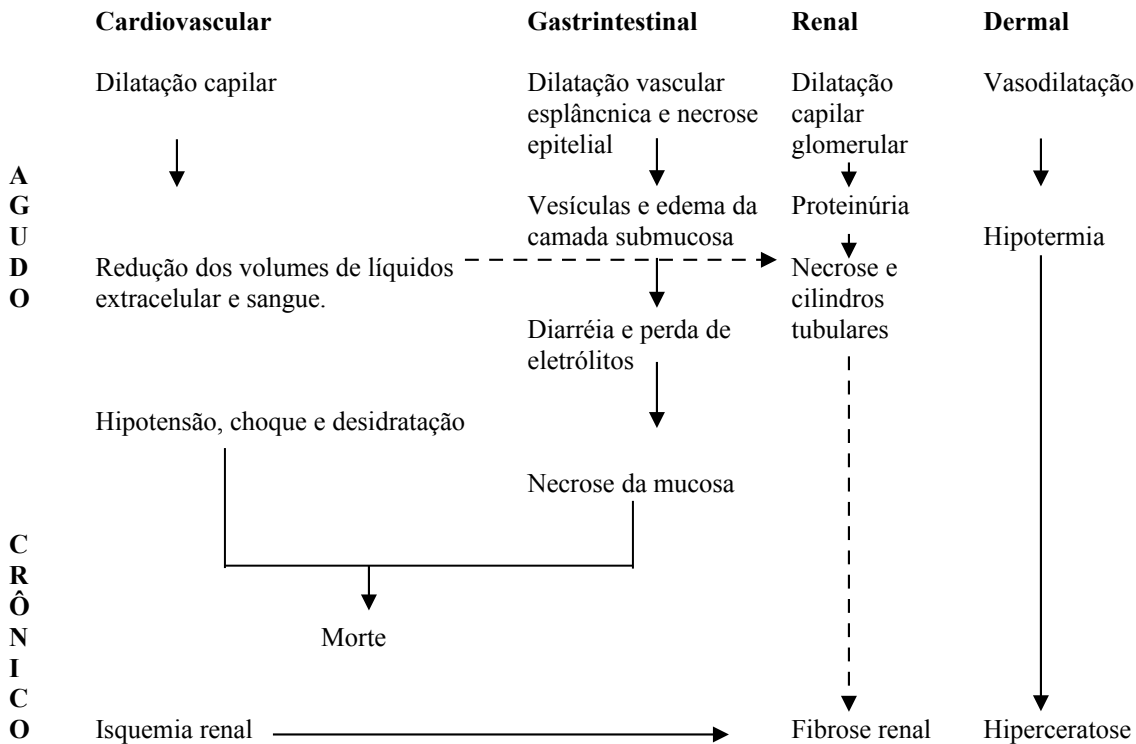 Cardiovascular Gastrintestinal Renal Dermal
Dilatação capilar
Dilatação vascular
esplâncnica e necrose
epitelial
Dilatação
capilar
glomerular
Vasodilatação
A
G
U
D
O
Vesículas e edema da
camada submucosa
Proteinúria
Hipotermia
Redução dos volumes de líquidos
extracelular e sangue.
Necrose e
cilindros
tubulares
Diarréia e perda de
eletrólitos
Hipotensão, choque e desidratação
Necrose da mucosa
C
R
Ô
N
I
C
O
Morte
Isquemia renal
Fibrose renal
Hiperceratose